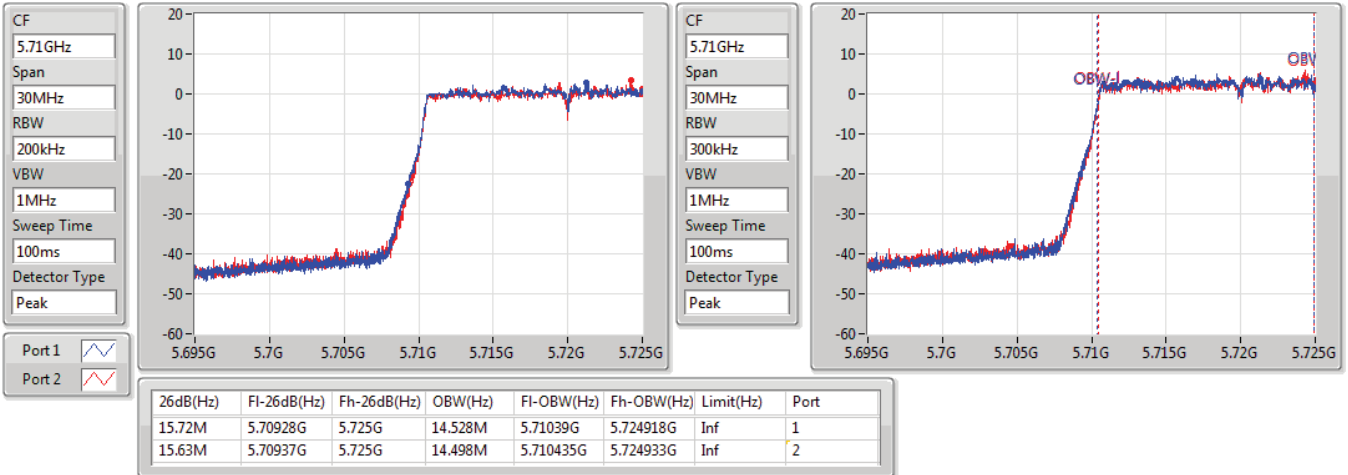 CF
5.71GHz
Span
30MHz
RBW
200kHz
VBW
1MHz
Sweep Time
100ms
Detector Type
Peak
Port 1
Port 2
20
10
0
-10
-20
-30
-40
-50
-60
5.695G 5.7G 5.705G 5.71G 5.715G 5.72G 5.725G
CF
5.71GHz
Span
30MHz
RBW
300kHz
VBW
1MHz
Sweep Time
100ms
Detector Type
Peak
20
10
0
-10
-20
-30
-40
-50
-60
OBW-l
OBW
5.695G 5.7G 5.705G 5.71G 5.715G 5.72G 5.725G
26dB(Hz) Fl-26dB(Hz) Fh-26dB(Hz) OBW(Hz) Fl-OBW(Hz) Fh-OBW(Hz) Limit(Hz) Port
15.72M 5.70928G 5.725G 14.528M 5.71039G 5.724918G Inf 1
15.63M 5.70937G 5.725G 14.498M 5.710435G 5.724933G Inf 2